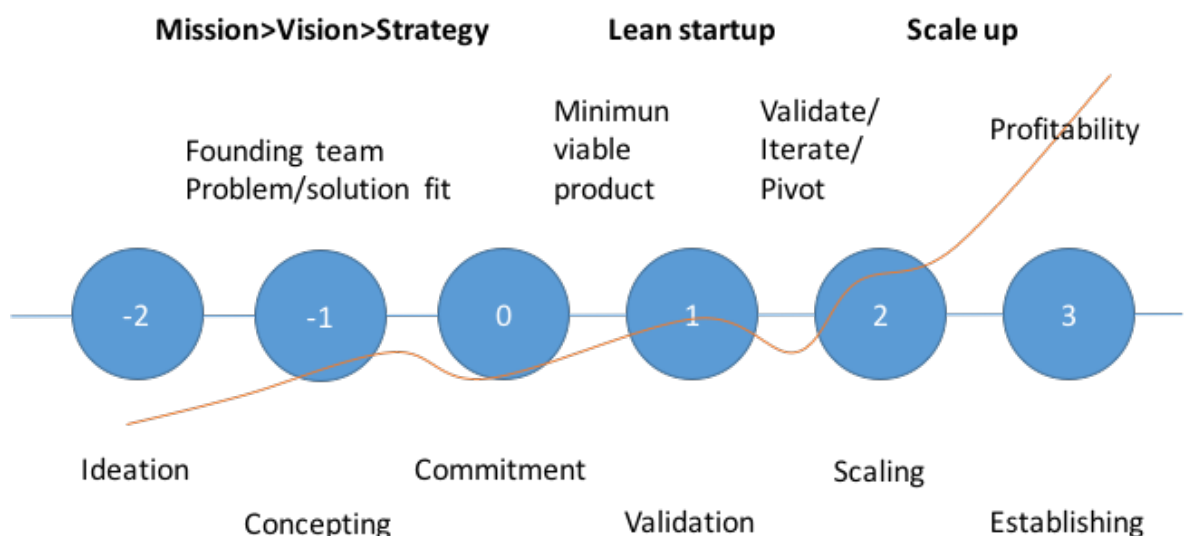 Mission>Vision>Strategy
Lean startup
Scale up
Founding team
Problem/solution fit
Minimun
viable
product
Validate/
Iterate/
Pivot
Profitability
-2
-1
0
1
2
3
Ideation
Concepting
Commitment
Validation
Scaling
Establishing